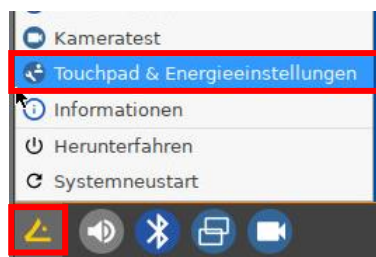 Kameratest
Touchpad & Energieeinstellungen
Informationen
Herunterfahren
Systemneustart